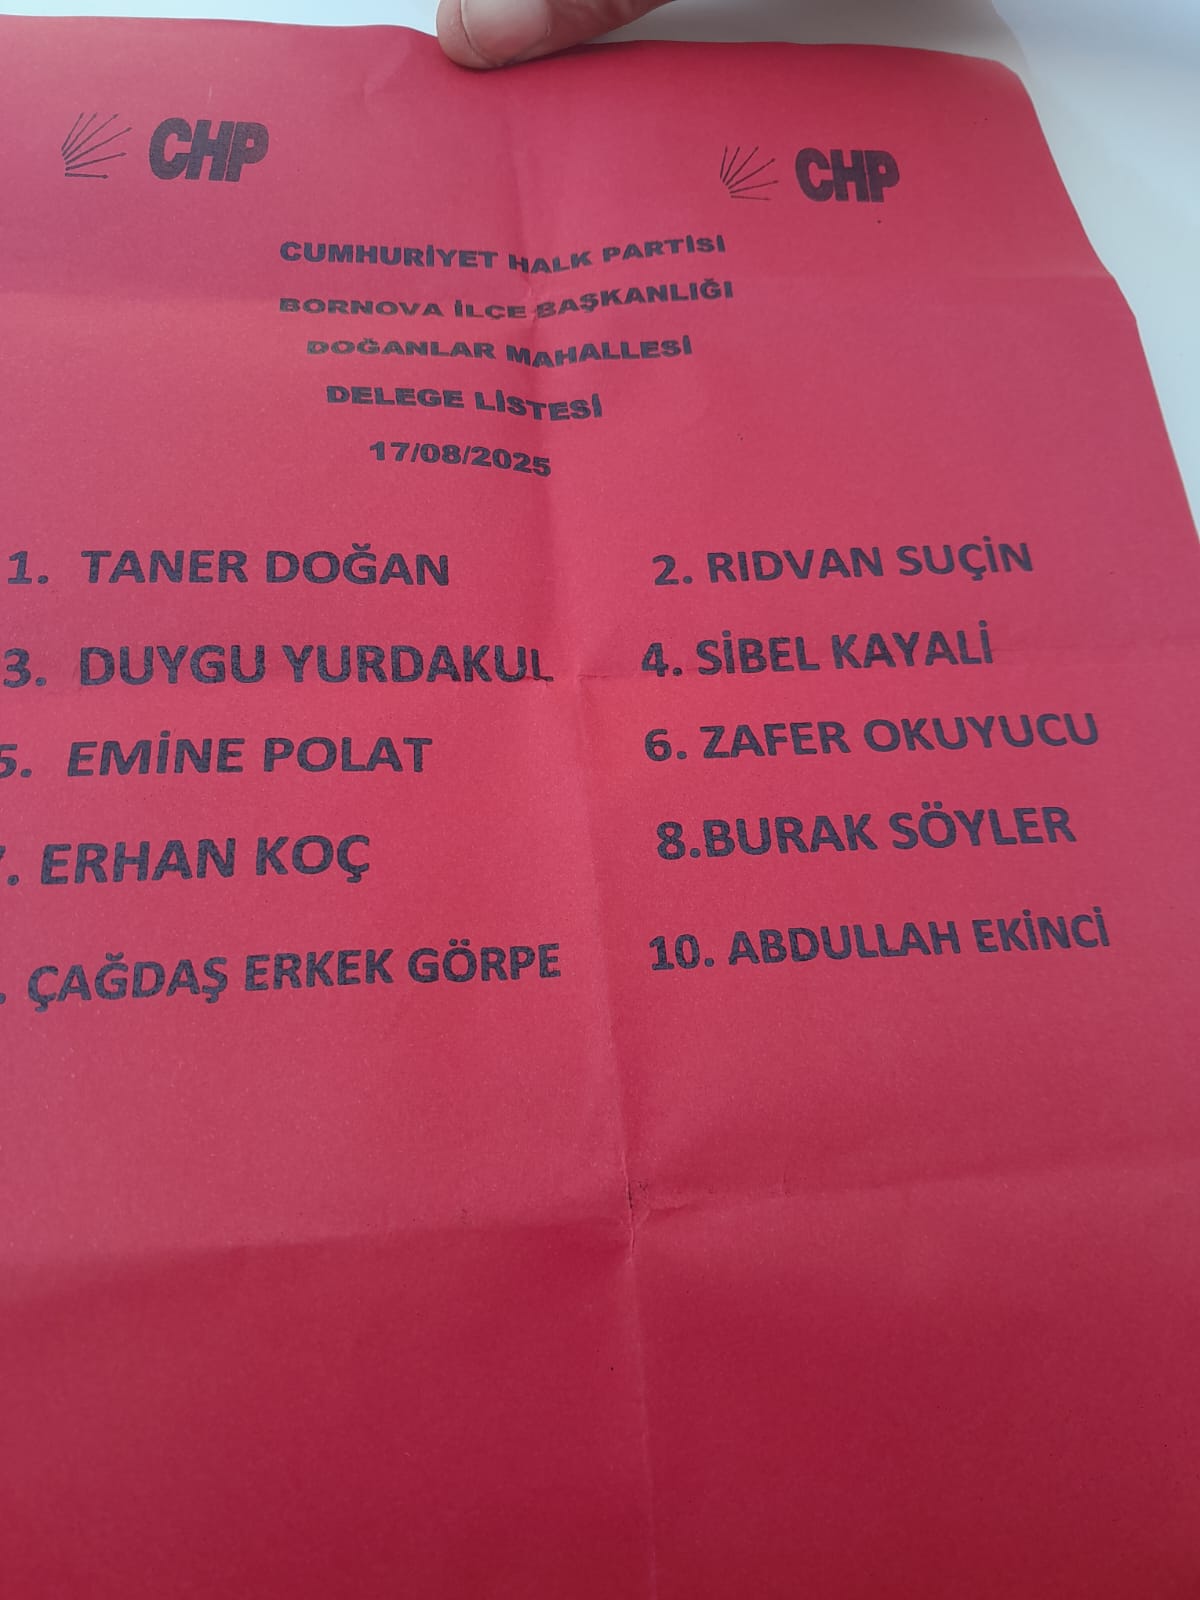 CHP CHP
CUMHURİYET HALK PARTİSİ
BORNOVA İLÇE BAŞKANLIĞI
DOĞANLAR MAHALLESİ
DELEGE LİSTESİ
17/08/2025
1. TANER DOĞAN 2. RIDVAN SUÇİN
3. DUYGU YURDAKUL 4. SİBEL KAYALİ
5. EMİNE POLAT 6. ZAFER OKUYUCU
7. ERHAN KOÇ 8.BURAK SÖYLER
. ÇAĞDAŞ ERKEK GÖRPE 10. ABDULLAH EKİNCİ